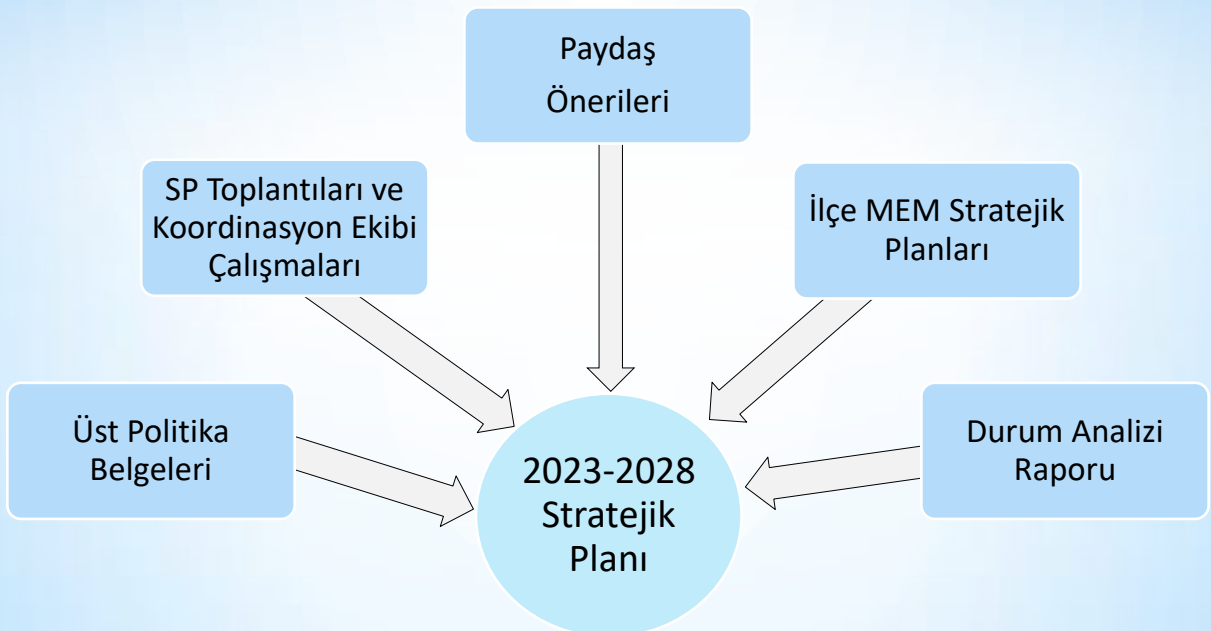 Paydaş
Önerileri
SP Toplantıları ve
Koordinasyon Ekibi
Çalışmaları
İlçe MEM Stratejik
Planları
Üst Politika
Belgeleri
Durum Analizi
Raporu
2023-2028
Stratejik
Planı